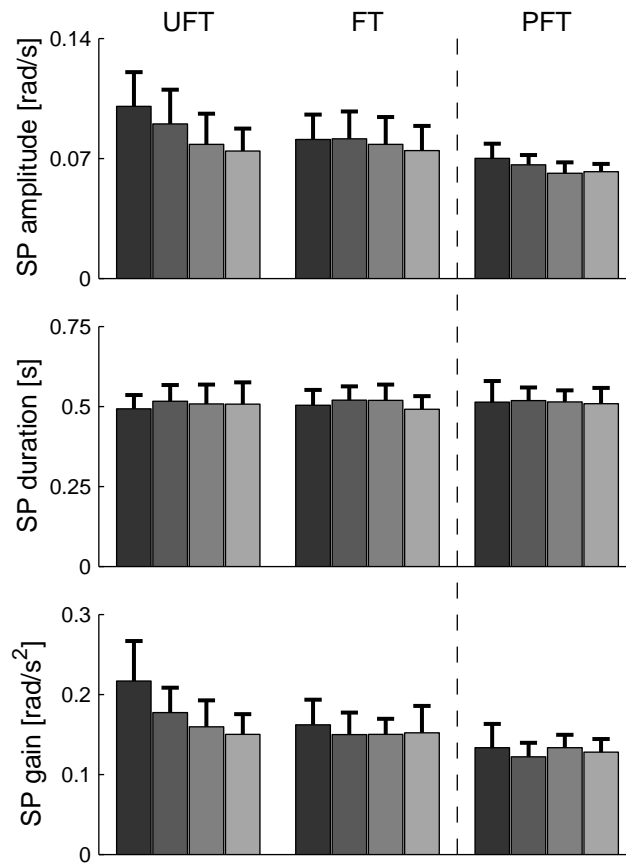 UFT FT PFT
SP amplitude [rad/s]
0.14
0.07
0
SP duration [s]
0.75
0.5
0.25
0
SP gain [rad/s²]
0.3
0.2
0.1
0